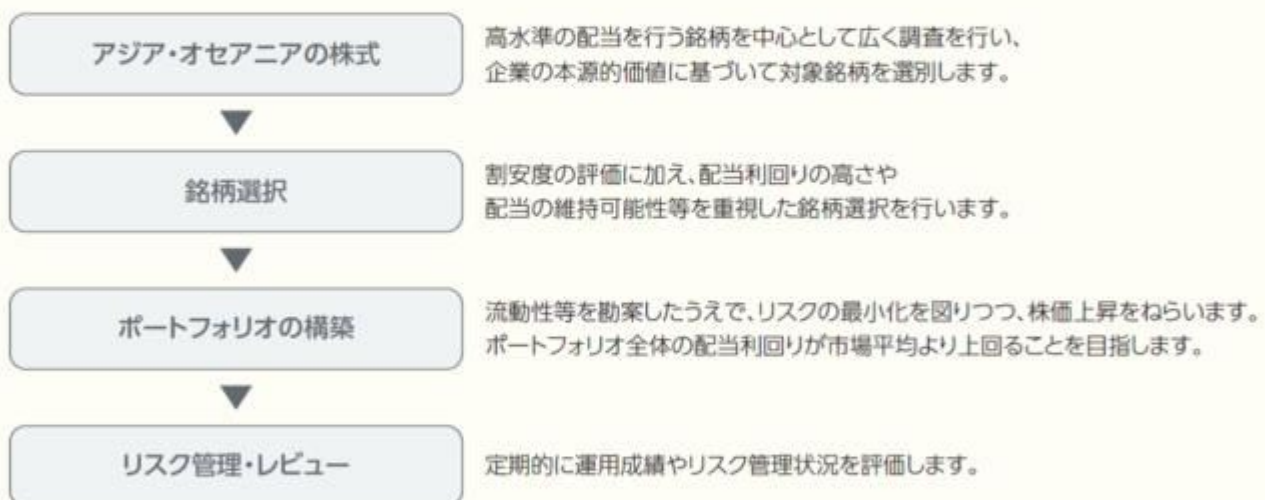 アジア・オセアニアの株式
高水準の配当を行う銘柄を中心として広く調査を行い、
企業の本源的価値に基づいて対象銘柄を選別します。
銘柄選択
割安度の評価に加え、配当利回りの高さや
配当の維持可能性等を重視した銘柄選択を行います。
ポートフォリオの構築
流動性等を勘案したうえで、リスクの最小化を図りつつ、株価上昇をねらいます。
ポートフォリオ全体の配当利回りが市場平均より上回ることを目指します。
リスク管理・レビュー
定期的に運用成績やリスク管理状況を評価します。